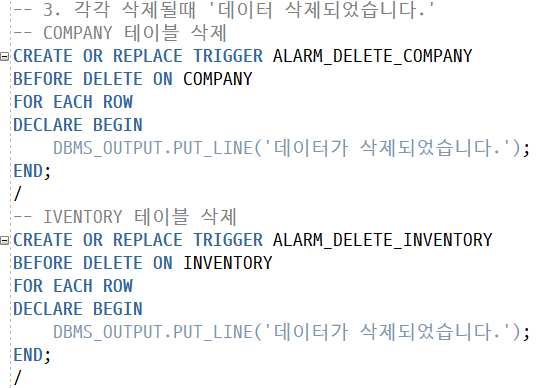 -- 3. 각각 삭제될때 '데이터 삭제되었습니다.'
-- COMPANY 테이블 삭제
CREATE OR REPLACE TRIGGER ALARM_DELETE_COMPANY
BEFORE DELETE ON COMPANY
FOR EACH ROW
DECLARE BEGIN
    DBMS_OUTPUT.PUT_LINE('데이터가 삭제되었습니다.');
END;
/
-- IVENTORY 테이블 삭제
CREATE OR REPLACE TRIGGER ALARM_DELETE_INVENTORY
BEFORE DELETE ON INVENTORY
FOR EACH ROW
DECLARE BEGIN
    DBMS_OUTPUT.PUT_LINE('데이터가 삭제되었습니다.');
END;
/